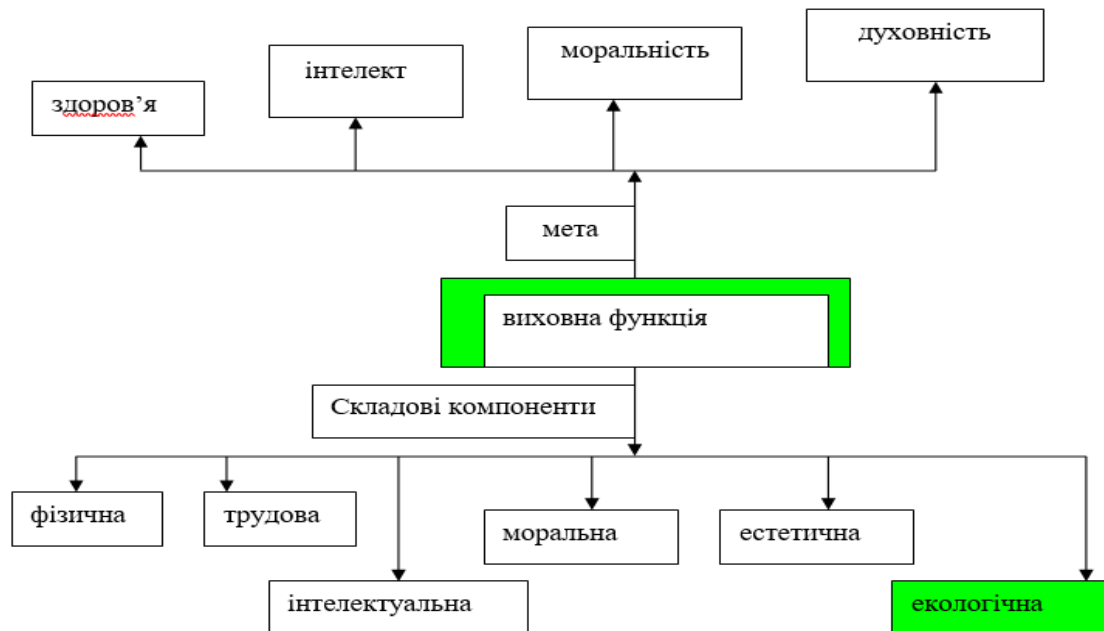 духовність
моральність
інтелект
здоров’я
мета
виховна функція
Складові компоненти
фізична
трудова
моральна
естетична
інтелектуальна
екологічна